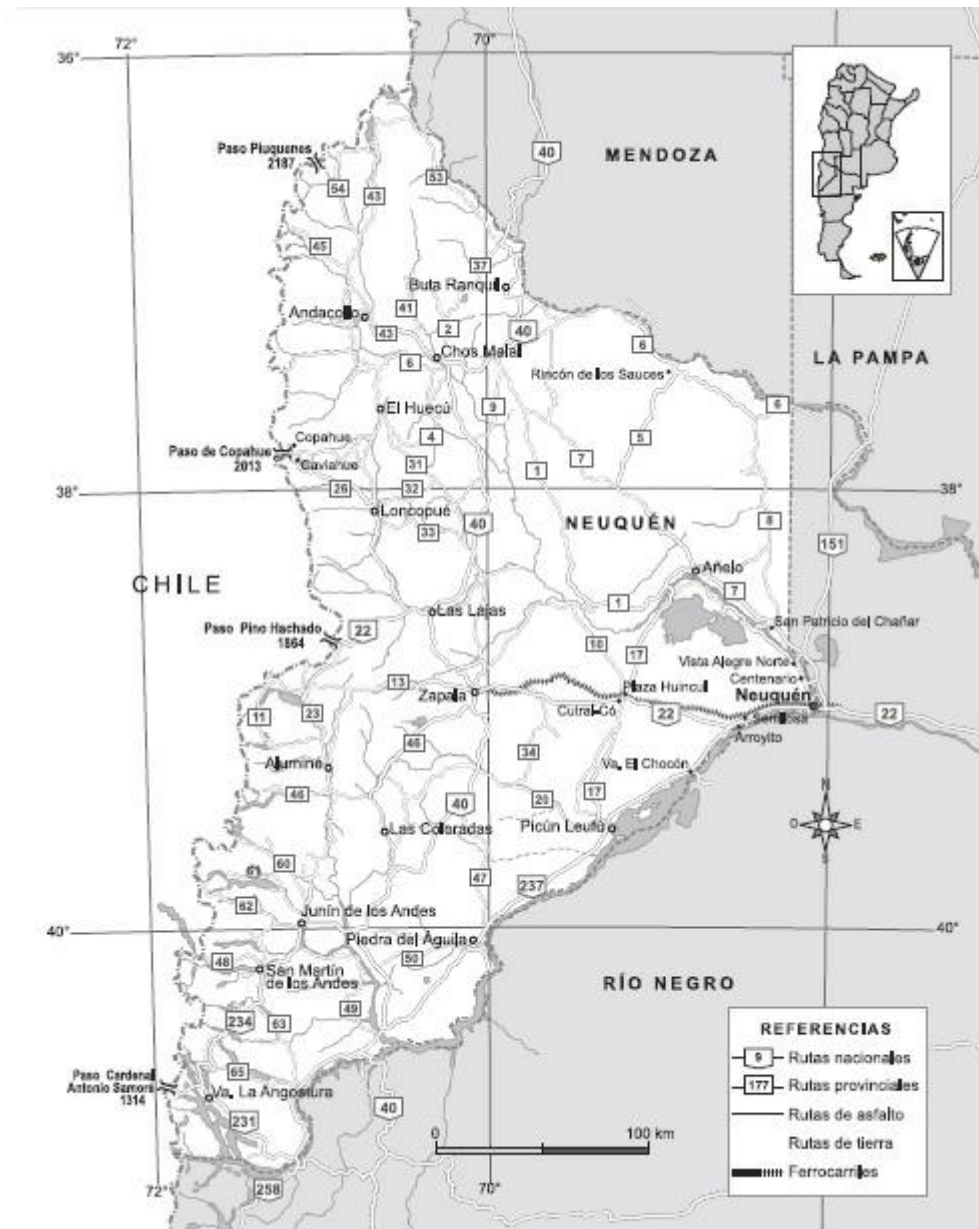 72°
70°
36°
Paso Piuquenes
2187
40
MENDOZA
54
43
53
45
37
Buta Ranquil
41
Andacollo
43
2
40
6
Chos Malal
6
LA PAMPA
Rincón de los Sauces
9
6
El Huecú
4
5
Copahue
Paso de Copahue
2013
Caviahue
31
7
1
26
32
38°
38°
Loncopué
40
NEUQUÉN
8
33
151
Añelo
CHILE
7
Las Lajas
1
Paso Pino Hachado
1864
22
San Patricio del Chañar
10
17
Vista Alegre Norte
13
Zapala
Plaza Huincul
Centenario
Neuquén
Cutral-Có
22
22
11
23
Senillosa
Arroyito
46
34
Aluminé
Va. El Chocón
46
40
20
17
N
O
E
S
Las Coloradas
Picún Leufú
60
61
47
237
62
Junín de los Andes
40°
40°
Piedra del Águila
48
San Martín
de los Andes
50
RÍO NEGRO
49
234
63
65
Paso Cardenal
Antonio Samoré
1314
Va. La Angostura
231
40
0
100 km
72°
258
70°
REFERENCIAS
9
Rutas nacionales
177
Rutas provinciales
Rutas de asfalto
Rutas de tierra
Ferrocarriles